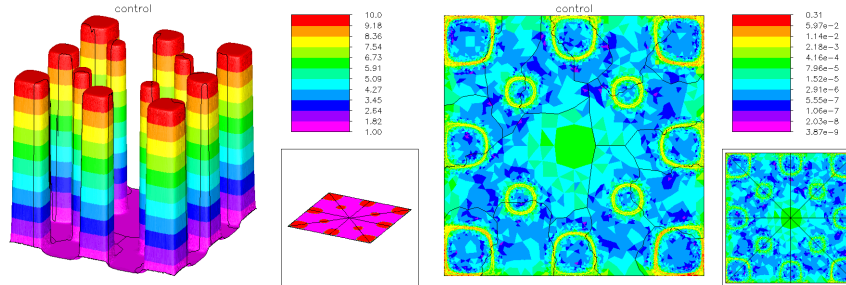 control
10.0
9.18
8.36
7.54
6.73
5.91
5.09
4.27
3.45
2.64
1.82
1.00
control
0.31
5.97e-2
1.14e-2
2.18e-3
4.16e-4
7.96e-5
1.52e-5
2.91e-6
5.55e-7
1.06e-7
2.03e-8
3.87e-9